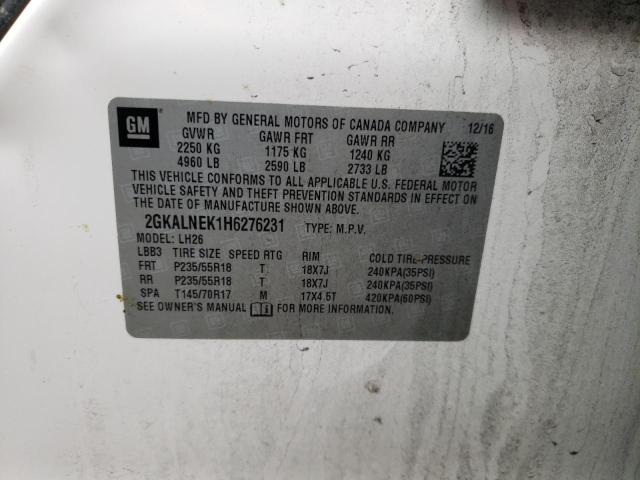 GM
MFD BY GENERAL MOTORS OF CANADA COMPANY 12/16
GVWR GAWR FRT GAWR RR
2250 KG 1175 KG 1240 KG
4960 LB 2590 LB 2733 LB
THIS VEHICLE CONFORMS TO ALL APPLICABLE U.S. FEDERAL MOTOR
VEHICLE SAFETY AND THEFT PREVENTION STANDARDS IN EFFECT ON
THE DATE OF MANUFACTURE SHOWN ABOVE.
2GKALNEK1H6276231 TYPE: M.P.V.
MODEL: LH26
LBB3 TIRE SIZE SPEED RTG RIM COLD TIRE PRESSURE
FRT P235/55R18 T 18X7J 240KPA(35PSI)
RR P235/55R18 T 18X7J 240KPA(35PSI)
SPA T145/70R17 M 17X4.5T 420KPA(60PSI)
SEE OWNER'S MANUAL FOR MORE INFORMATION.